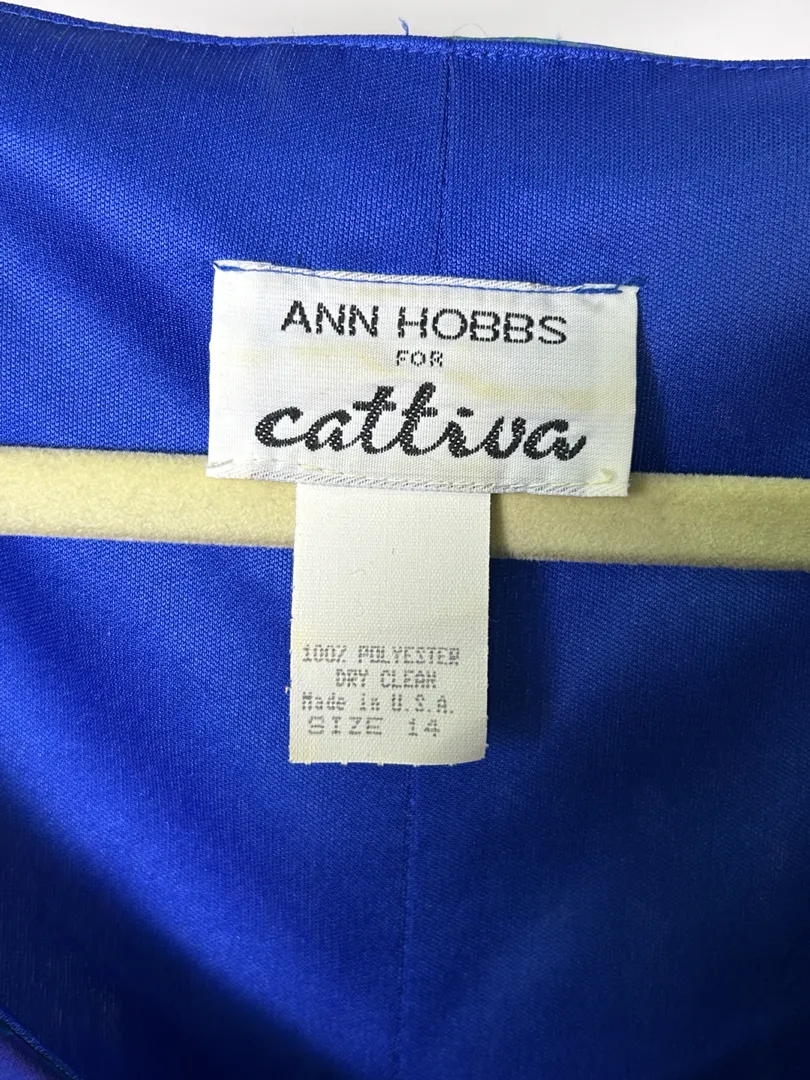 ANN HOBBS
FOR
cattiva
100% POLYESTER
DRY CLEAN
Made in U.S.A.
SIZE 14